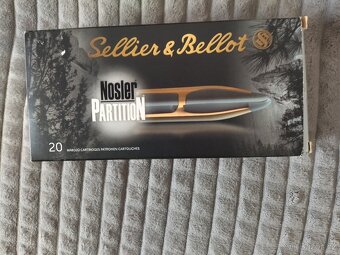 Sellier & Bellot
Nosler®
PARTITION
20